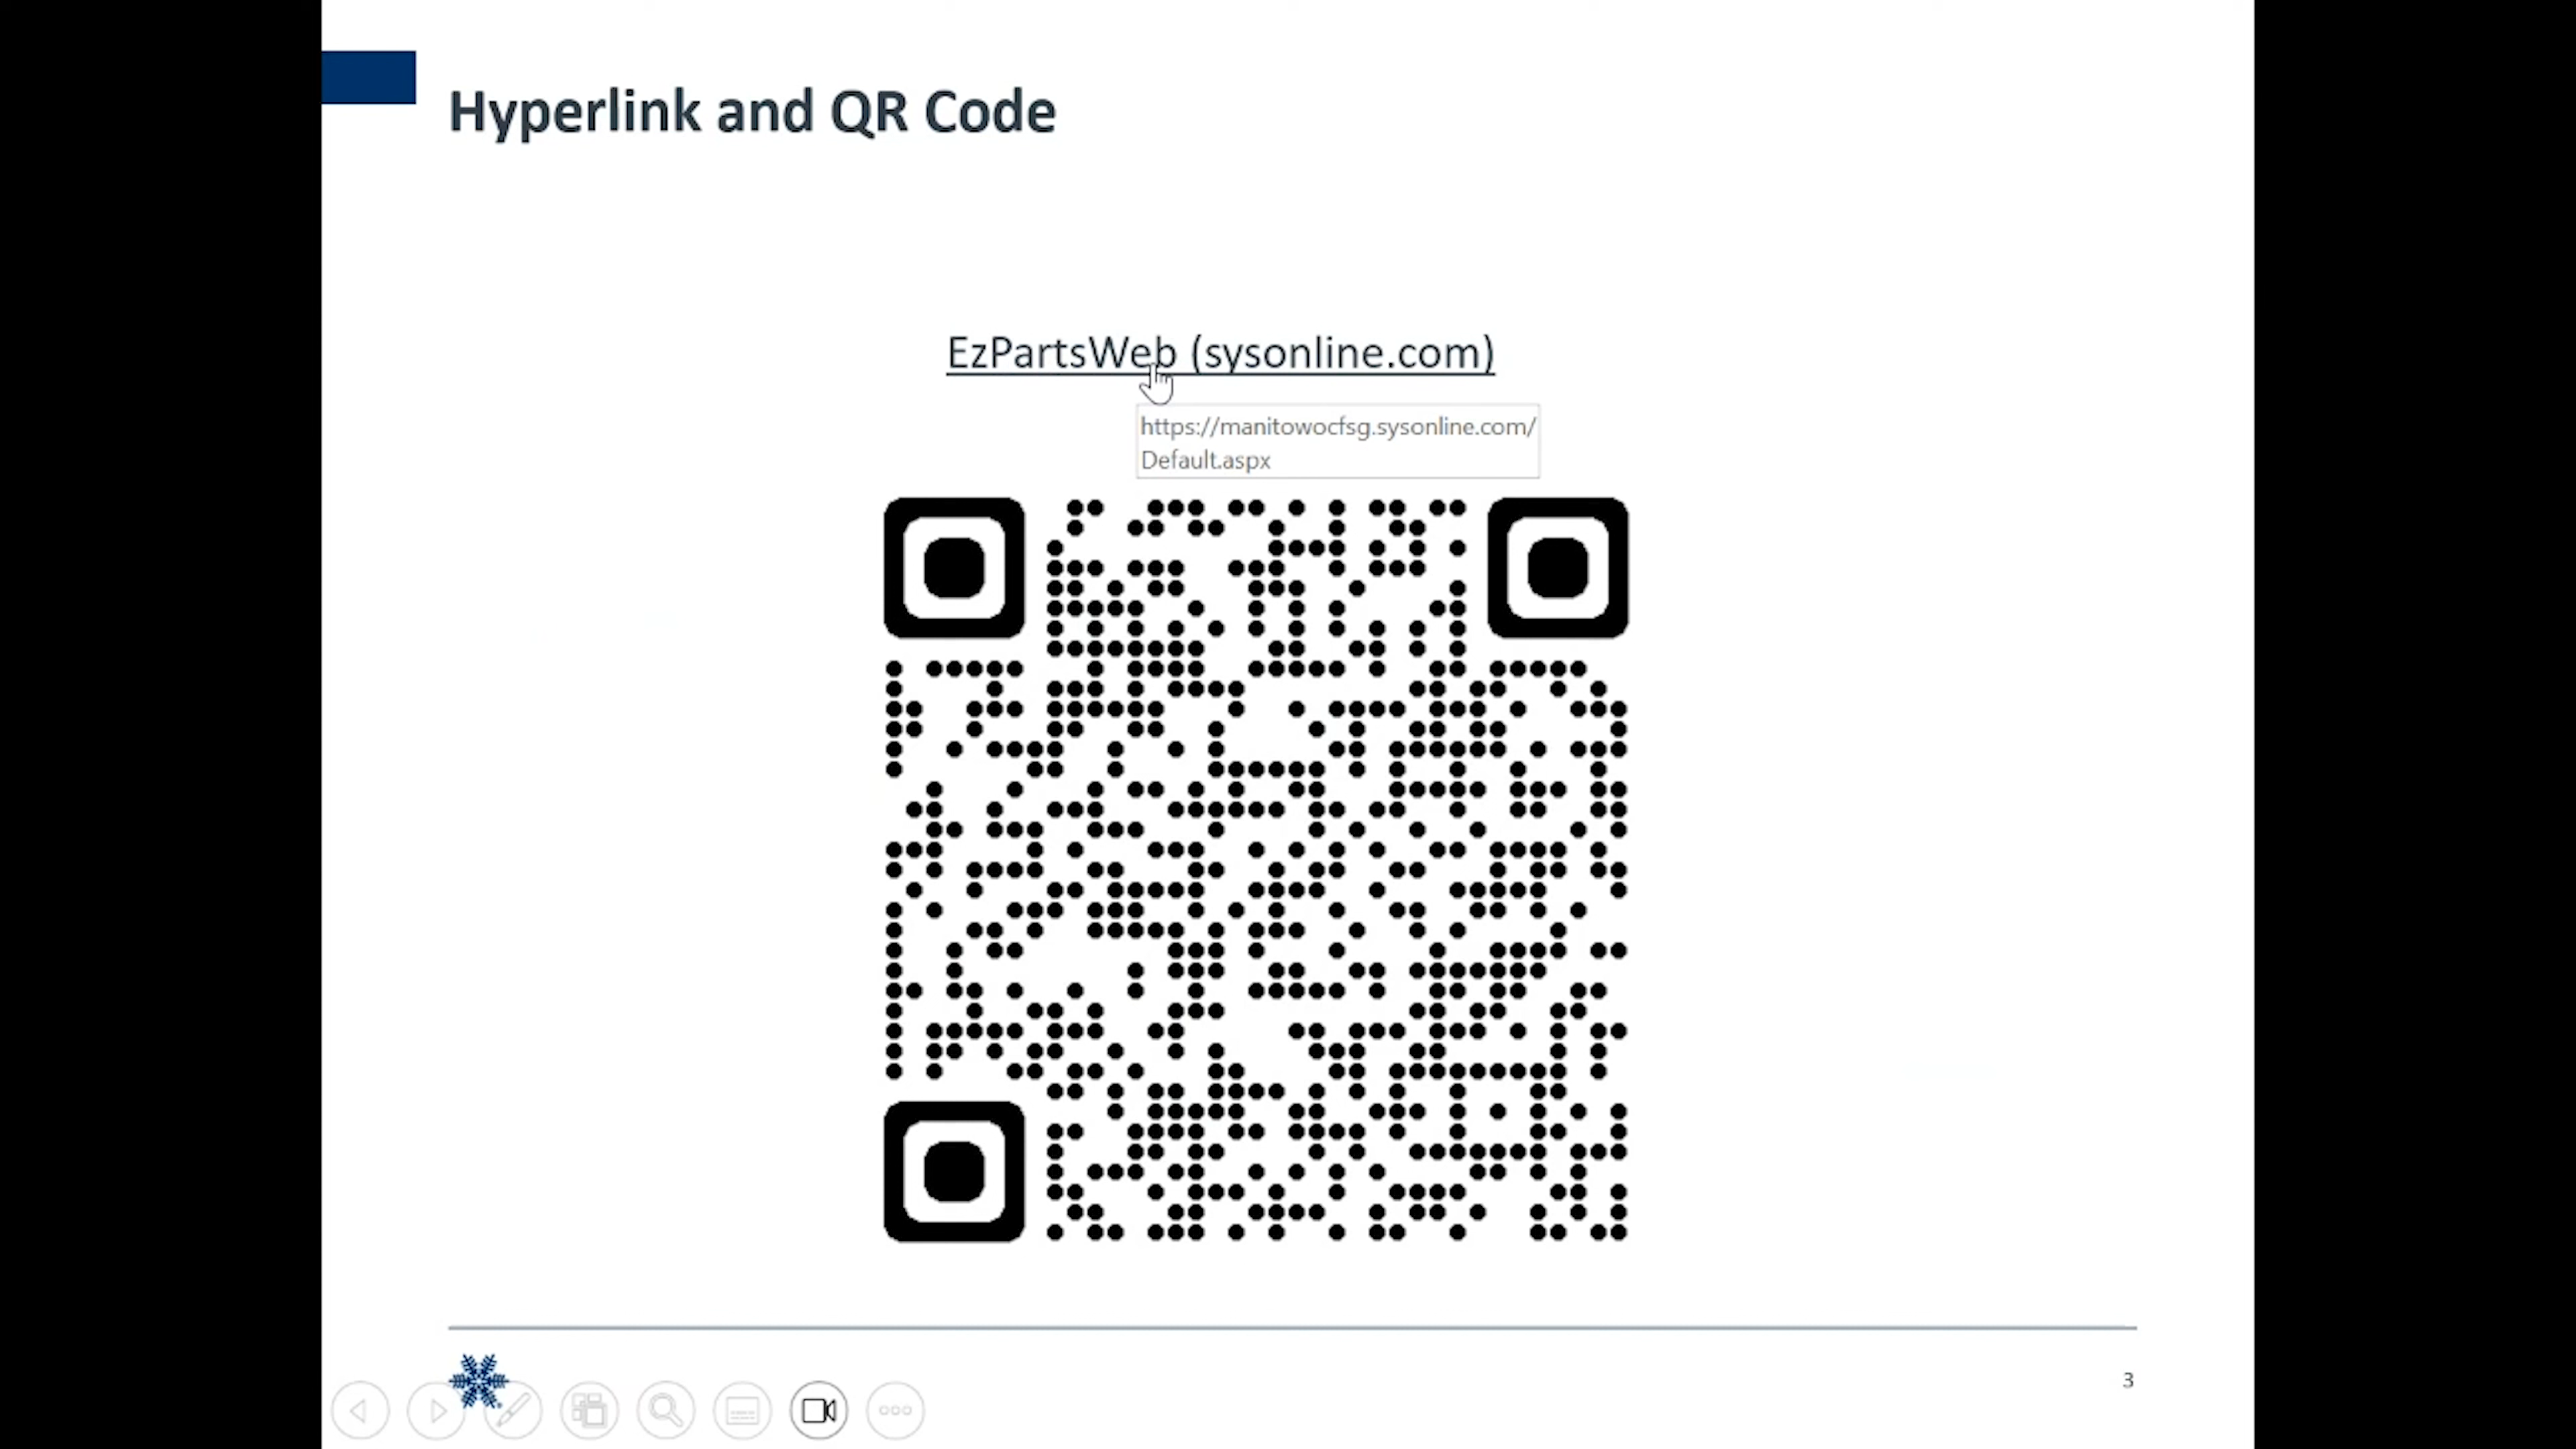 Hyperlink and QR Code
EzPartsWeb (sysonline.com)
https://manitowocfsg.sysonline.com/
Default.aspx
3